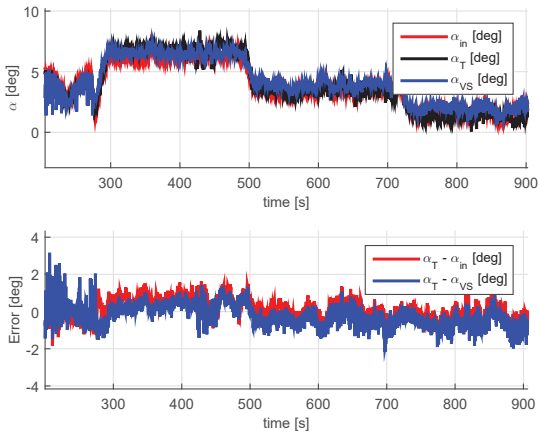 10
5
0
α [deg]
α_in [deg]
α_T [deg]
α_VS [deg]
300 400 500 600 700 800 900
time [s]
4
2
0
-2
-4
Error [deg]
α_T - α_in [deg]
α_T - α_VS [deg]
300 400 500 600 700 800 900
time [s]